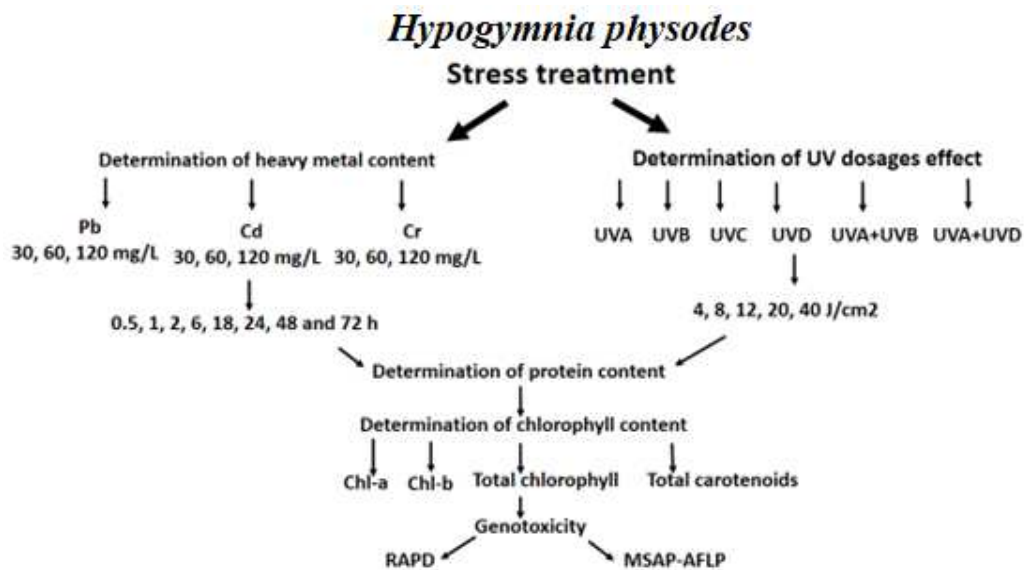 Hypogymnia physodes
Stress treatment
Determination of heavy metal content
Determination of UV dosages effect
Pb
30, 60, 120 mg/L
Cd
30, 60, 120 mg/L
Cr
30, 60, 120 mg/L
UVA
UVB
UVC
UVD
UVA+UVB
UVA+UVD
0.5, 1, 2, 6, 18, 24, 48 and 72 h
4, 8, 12, 20, 40 J/cm2
Determination of protein content
Determination of chlorophyll content
Chl-a
Chl-b
Total chlorophyll
Total carotenoids
Genotoxicity
RAPD
MSAP-AFLP